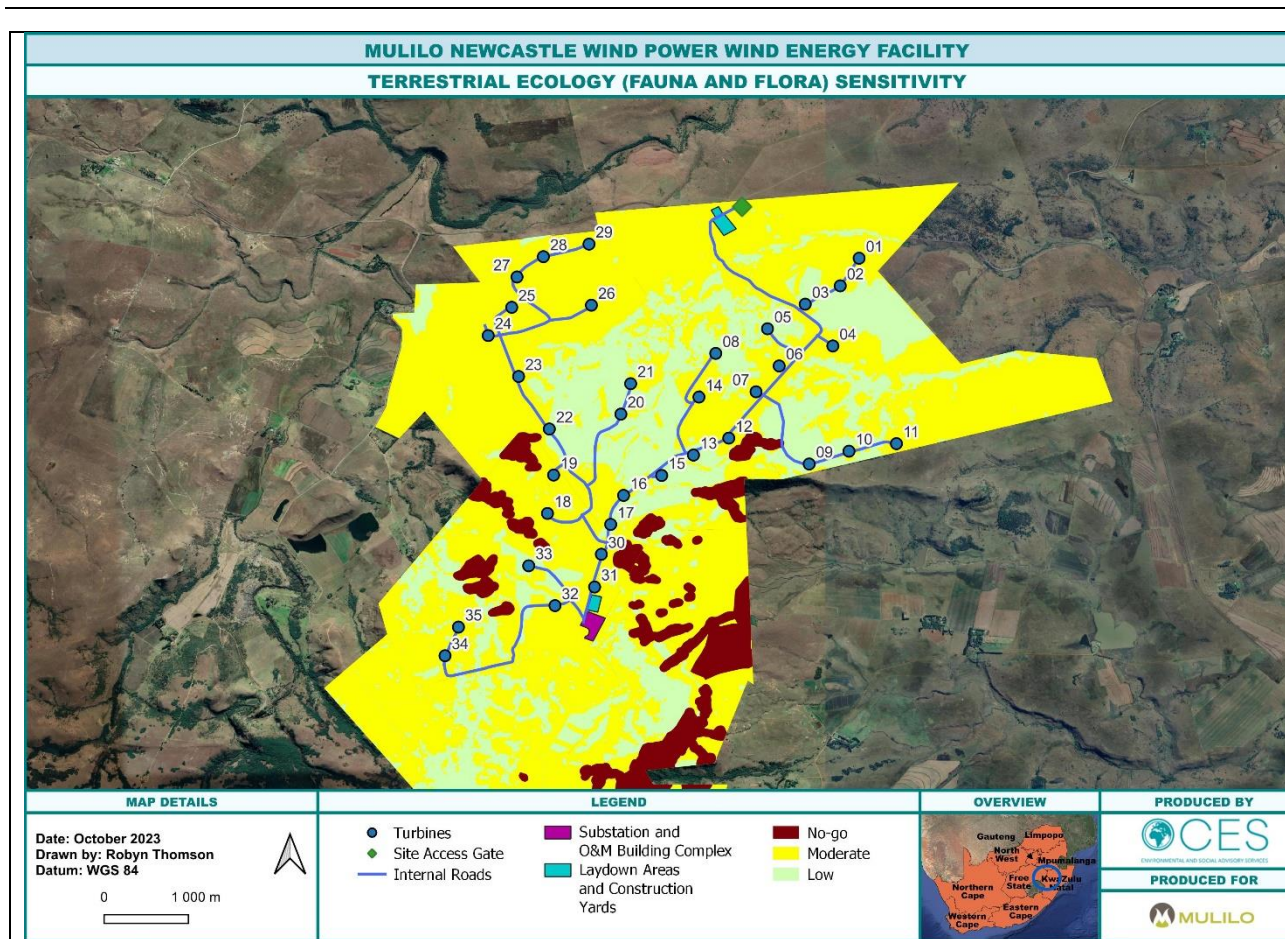 MULILO NEWCASTLE WIND POWER WIND ENERGY FACILITY
TERRESTRIAL ECOLOGY (FAUNA AND FLORA) SENSITIVITY
29
28
01
27
02
25
26
03
05
24
04
08
06
23
21
07
14
20
22
12
11
13
10
09
19
15
16
18
17
30
33
31
32
35
34
MAP DETAILS
Date: October 2023
Drawn by: Robyn Thomson
Datum: WGS 84
0 1 000 m
LEGEND
Turbines
Site Access Gate
Internal Roads
Substation and
O&M Building Complex
Laydown Areas
and Construction
Yards
No-go
Moderate
Low
OVERVIEW
Limpopo
Gauteng
North
West
Mpumalanga
Free
State
KwaZulu
Natal
Northern
Cape
Eastern
Cape
Western
Cape
PRODUCED BY
CES
ENVIRONMENTAL AND SOCIAL ADVISORY SERVICES
PRODUCED FOR
MULILO